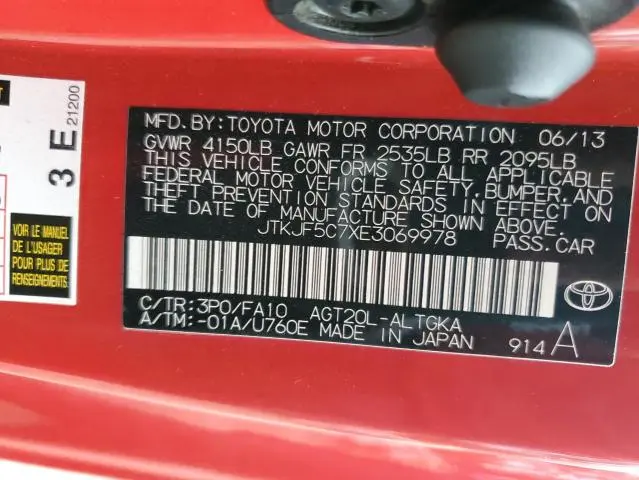 3 E
21200
LE MANUEL
DE L'USAGER
POUR PLUS DE
RENSEIGNEMENTS.
MFD. BY: TOYOTA MOTOR CORPORATION 06/13
GVWR 4150LB GAWR FR 2535LB RR 2095LB
THIS VEHICLE CONFORMS TO ALL APPLICABLE
FEDERAL MOTOR VEHICLE SAFETY, BUMPER, AND
THEFT PREVENTION STANDARDS IN EFFECT ON
THE DATE OF MANUFACTURE SHOWN ABOVE.
JTKJF5C7XE3069978 PASS. CAR
C/TR: 3P0/FA10 AGT20L-ALTGKA
A/TM: -01A/U760E MADE IN JAPAN
914 A